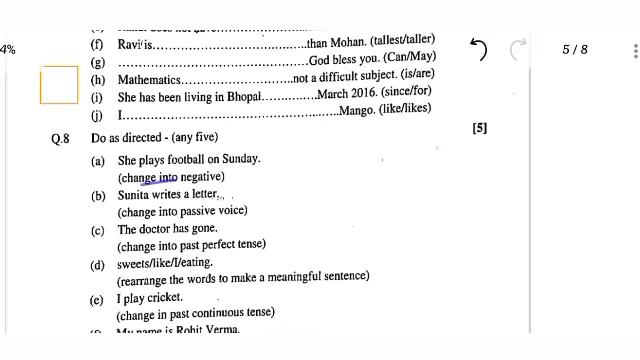 4%
5 / 8
(f) Ravi is..............................................than Mohan. (tallest/taller)
(g) ..............................................God bless you. (Can/May)
(h) Mathematics..............................not a difficult subject. (is/are)
(i) She has been living in Bhopal................March 2016. (since/for)
(j) I..............................................Mango. (like/likes)
Q.8 Do as directed - (any five) [5]
(a) She plays football on Sunday.
(change into negative)
(b) Sunita writes a letter.
(change into passive voice)
(c) The doctor has gone.
(change into past perfect tense)
(d) sweets/like/I/eating.
(rearrange the words to make a meaningful sentence)
(e) I play cricket.
(change in past continuous tense)
(f) My name is Rohit Verma.